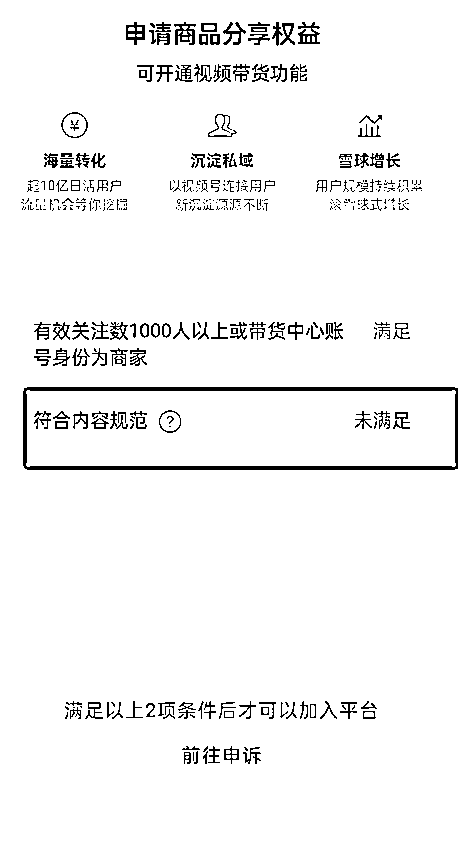 申请商品分享权益
可开通视频带货功能
海量转化
沉淀私域
雪球增长
超10亿日活用户
流量机会等你挖掘
以视频号连接用户
新沉淀源源不断
用户规模持续积累
滚雪球式增长
有效关注数1000人以上或带货中心账
号身份为商家
满足
符合内容规范 ?
未满足
满足以上2项条件后才可以加入平台
前往申诉